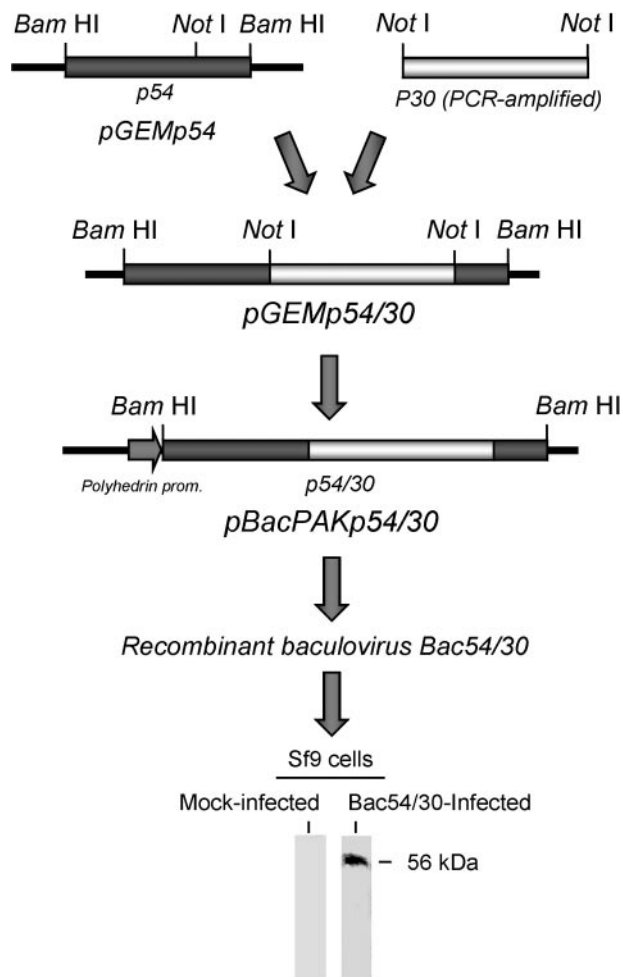 Bam HI Not I Bam HI Not I Not I
p54 P30 (PCR-amplified)
pGEMp54
Bam HI Not I Not I Bam HI
pGEMp54/30
Bam HI Bam HI
Polyhedrin prom. p54/30
pBacPAKp54/30
Recombinant baculovirus Bac54/30
Sf9 cells
Mock-infected Bac54/30-Infected
56 kDa